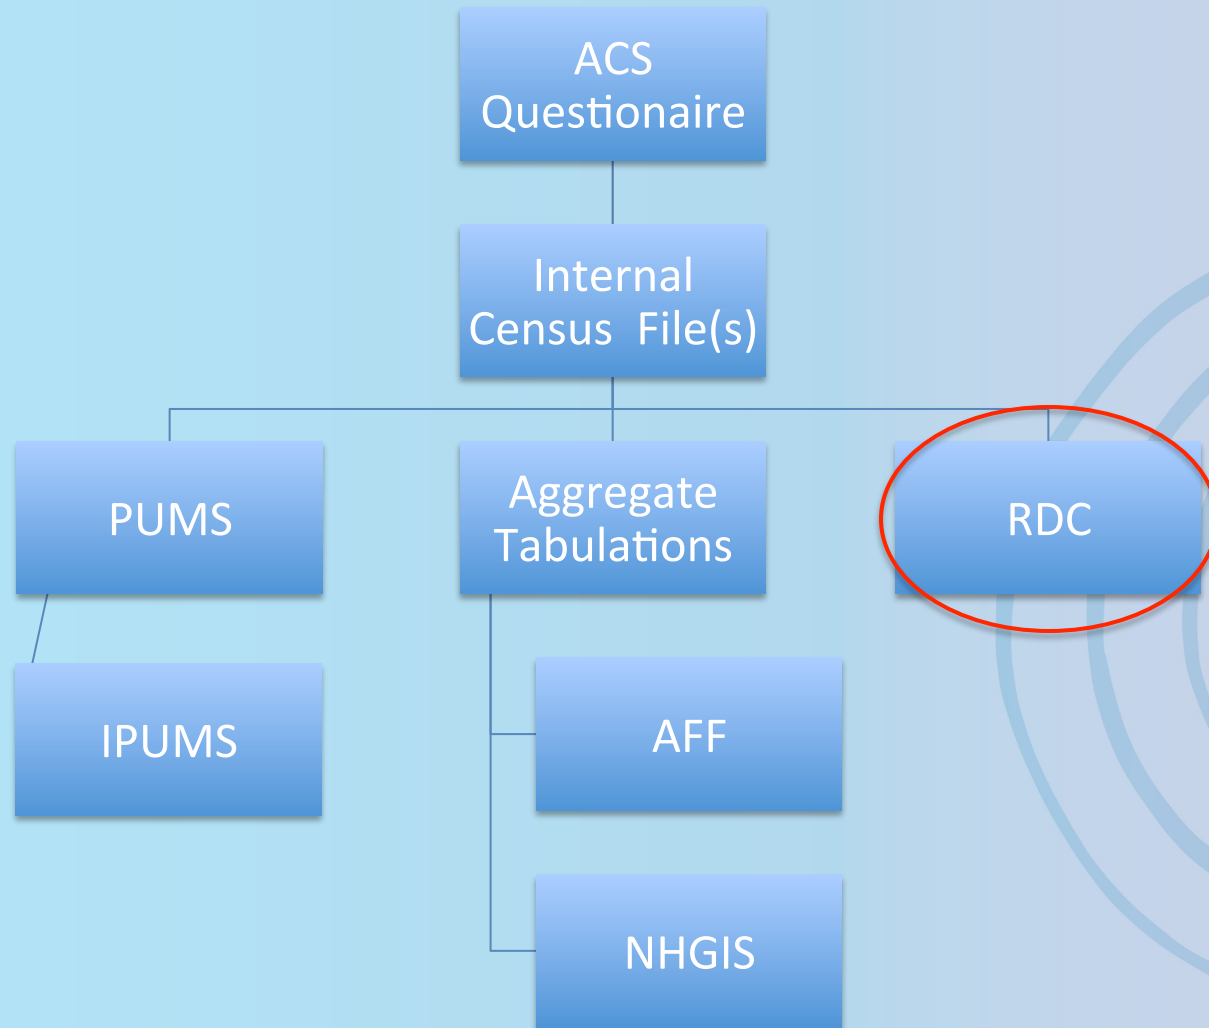 ACS
Questionaire
Internal
Census File(s)
PUMS
Aggregate
Tabulations
RDC
IPUMS
AFF
NHGIS